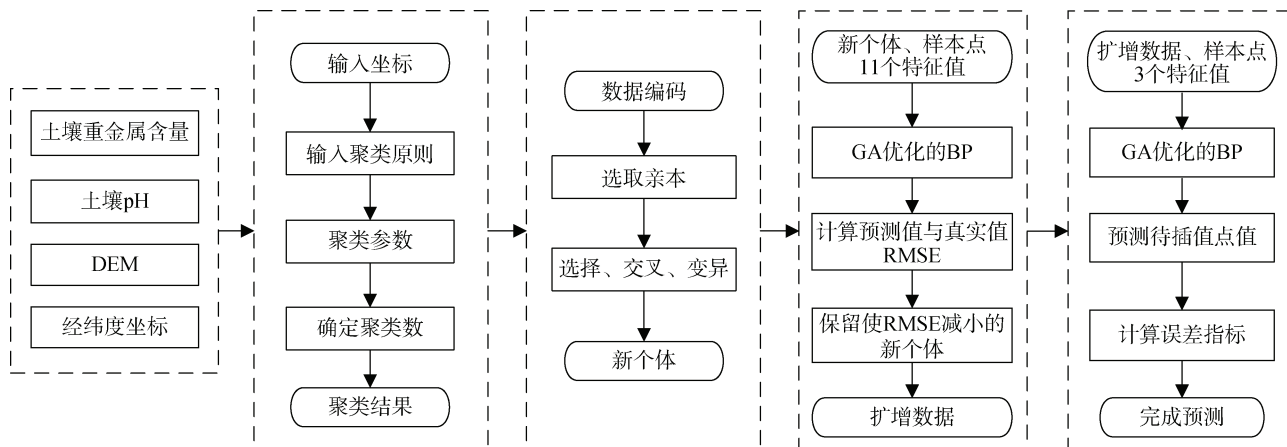 土壤重金属含量
土壤pH
DEM
经纬度坐标
输入坐标
输入聚类原则
聚类参数
确定聚类数
聚类结果
数据编码
选取亲本
选择、交叉、变异
新个体
新个体、样本点
11个特征值
GA优化的BP
计算预测值与真实值
RMSE
保留使RMSE减小的
新个体
扩增数据
扩增数据、样本点
3个特征值
GA优化的BP
预测待插值点值
计算误差指标
完成预测